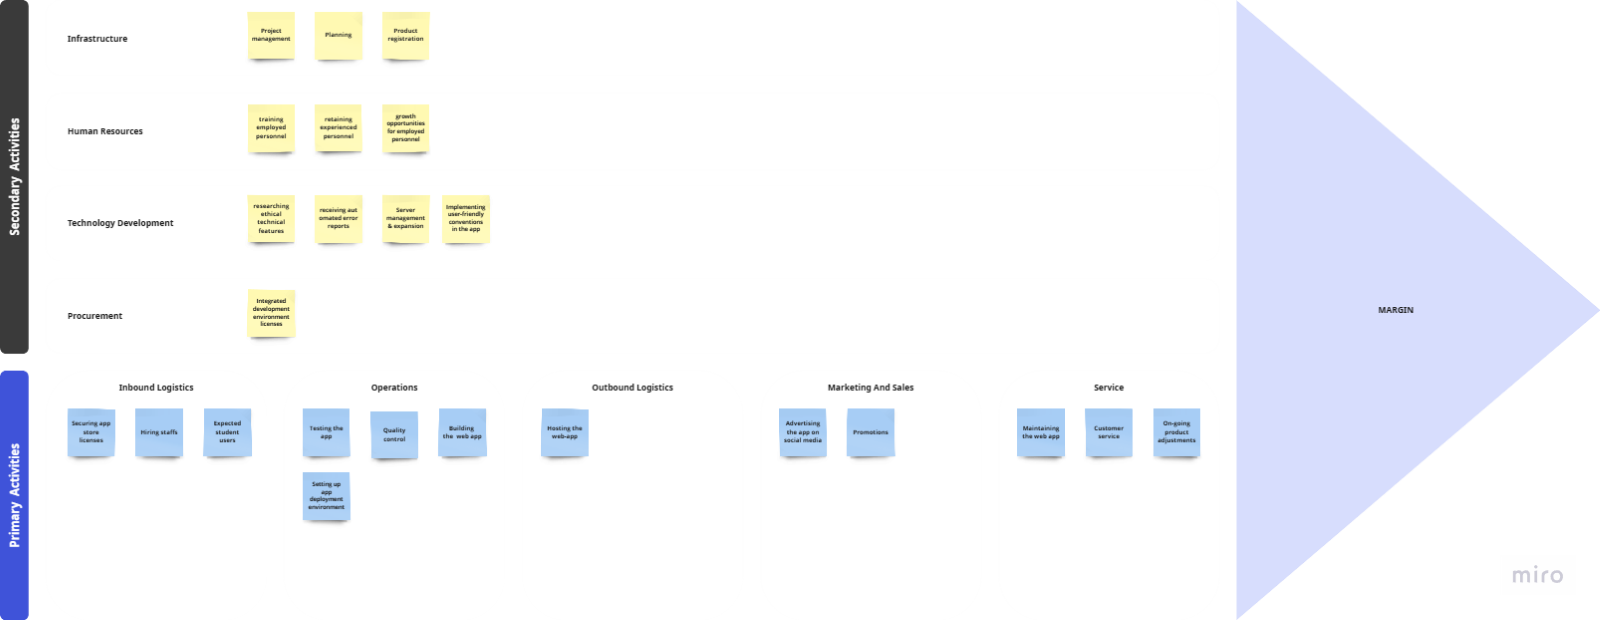 Secondary Activities
Infrastructure
Project
management
Planning
Product
registration
Human Resources
training
employed
personnel
retaining
experienced
personnel
growth
opportunities
for employed
personnel
Technology Development
researching
ethical
technical
features
receiving aut
omated error
reports
Server
management
& expansion
Implementing
user-friendly
conventions
in the app
Procurement
Integrated
development
environment
licenses
MARGIN
Primary Activities
Inbound Logistics
Securing app
store
licenses
Hiring staffs
Expected
student
users
Operations
Testing the
app
Quality
control
Building
the web app
Setting up
app
deployment
environment
Outbound Logistics
Hosting the
web-app
Marketing And Sales
Advertising
the app on
social media
Promotions
Service
Maintaining
the web app
Customer
service
On-going
product
adjustments
miro